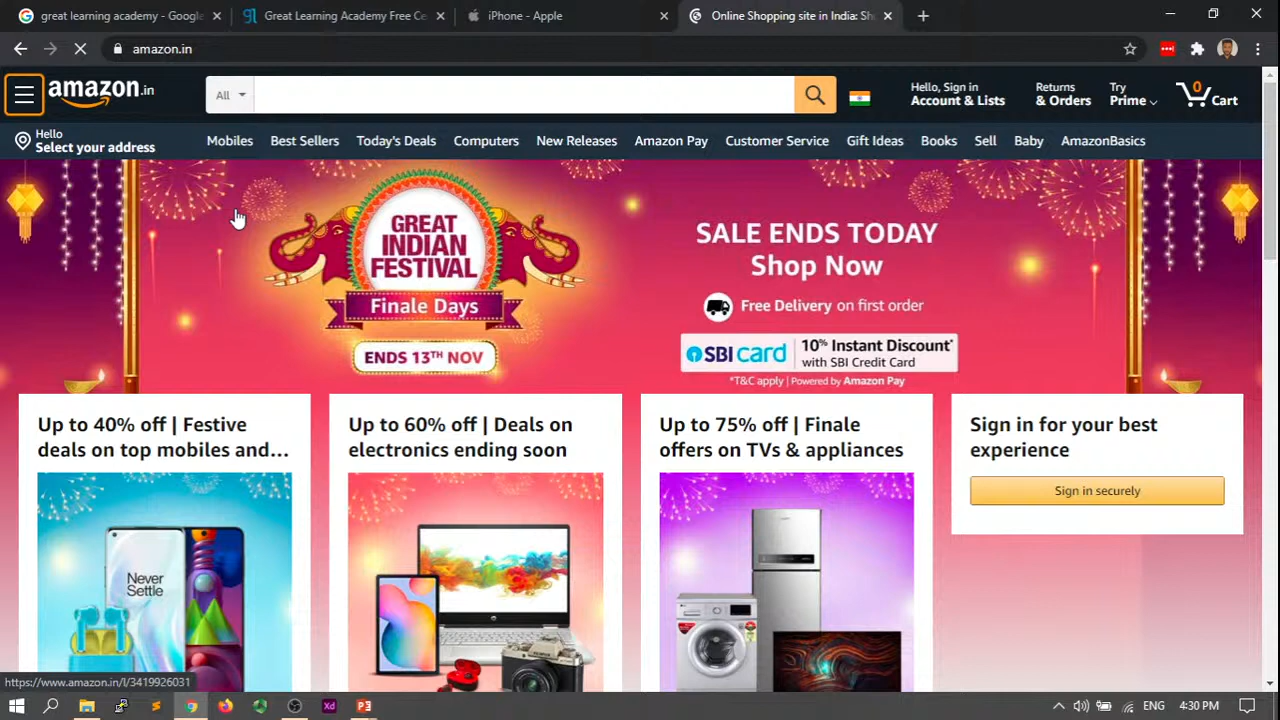 great learning academy - Google
Great Learning Academy Free Ce
iPhone - Apple
Online Shopping site in India: Sh
amazon.in
amazon.in
All
Hello, Sign in
Account & Lists
Returns
& Orders
Try
Prime
0
Cart
Hello
Select your address
Mobiles
Best Sellers
Today's Deals
Computers
New Releases
Amazon Pay
Customer Service
Gift Ideas
Books
Sell
Baby
AmazonBasics
GREAT
INDIAN
FESTIVAL
Finale Days
ENDS 13TH NOV
SALE ENDS TODAY
Shop Now
Free Delivery on first order
SBI card
10% Instant Discount*
with SBI Credit Card
*T&C apply | Powered by Amazon Pay
Up to 40% off | Festive
deals on top mobiles and...
Up to 60% off | Deals on
electronics ending soon
Up to 75% off | Finale
offers on TVs & appliances
Sign in for your best
experience
Sign in securely
Never
Settle
https://www.amazon.in/l/3419926031
ENG
4:30 PM